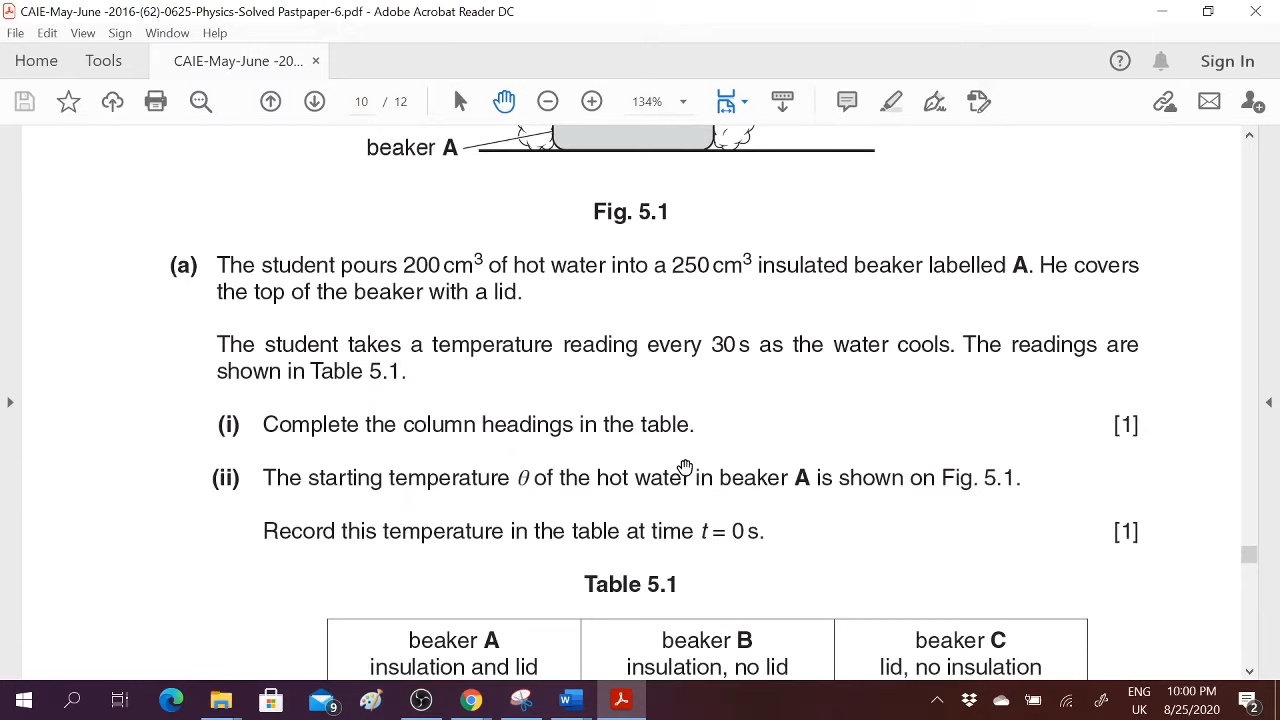 CAIE-May-June -2016-(62)-0625-Physics-Solved Pastpaper-6.pdf - Adobe Acrobat Reader DC
File Edit View Sign Window Help
Home Tools CAIE-May-June -20... × Sign In
10 / 12 134%
beaker A
Fig. 5.1
(a) The student pours 200 cm³ of hot water into a 250 cm³ insulated beaker labelled A. He covers
the top of the beaker with a lid.
The student takes a temperature reading every 30 s as the water cools. The readings are
shown in Table 5.1.
(i) Complete the column headings in the table. [1]
(ii) The starting temperature θ of the hot water in beaker A is shown on Fig. 5.1.
Record this temperature in the table at time t = 0 s. [1]
Table 5.1
beaker A beaker B beaker C
insulation and lid insulation, no lid lid, no insulation
9 ENG 10:00 PM
UK 8/25/2020 2